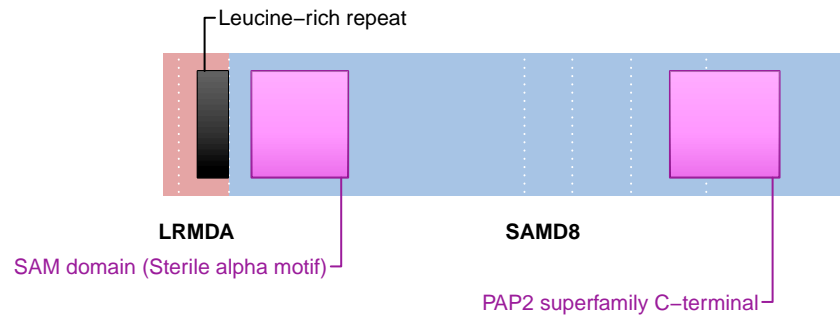 Leucine−rich repeat
LRMDA
SAMD8
SAM domain (Sterile alpha motif)
PAP2 superfamily C−terminal